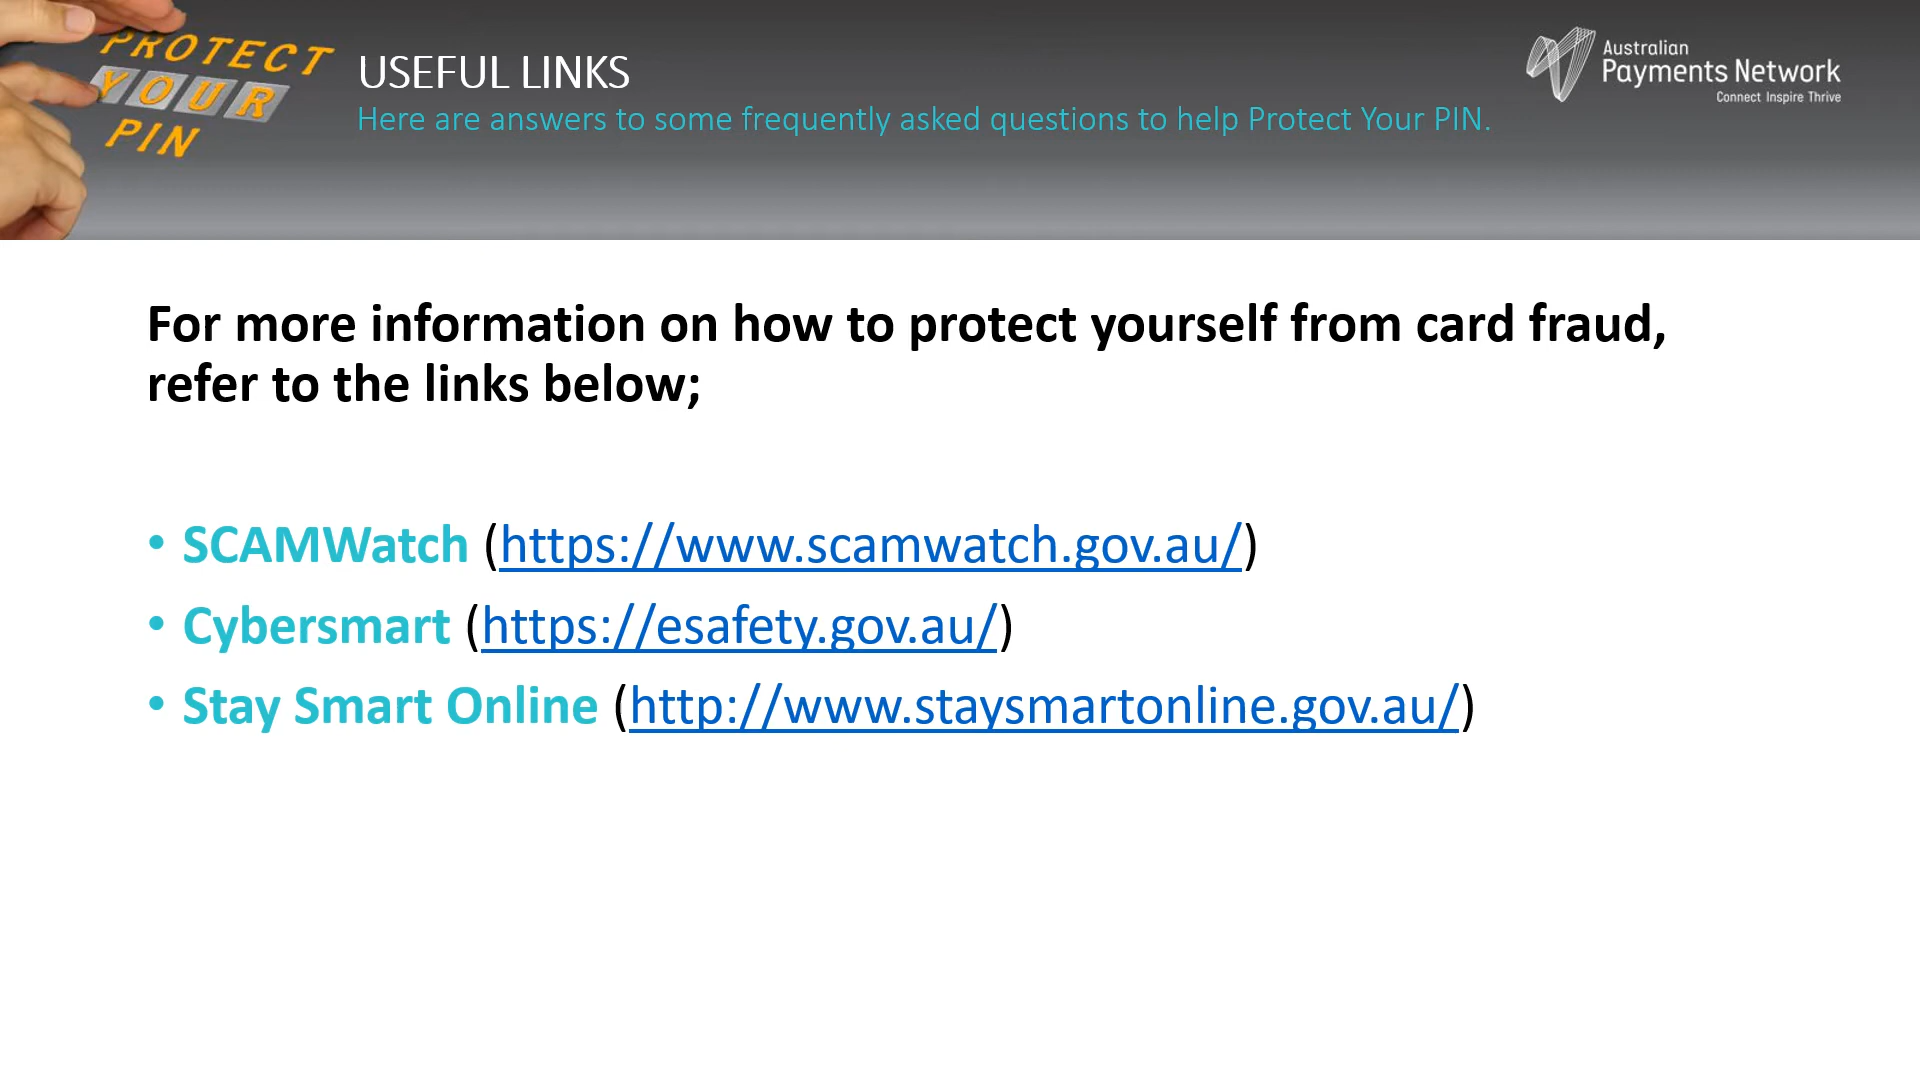 PROTECT
YOUR
PIN
USEFUL LINKS
Here are answers to some frequently asked questions to help Protect Your PIN.
Australian
Payments Network
Connect Inspire Thrive
For more information on how to protect yourself from card fraud,
refer to the links below;
• SCAMWatch (https://www.scamwatch.gov.au/)
• Cybersmart (https://esafety.gov.au/)
• Stay Smart Online (http://www.staysmartonline.gov.au/)